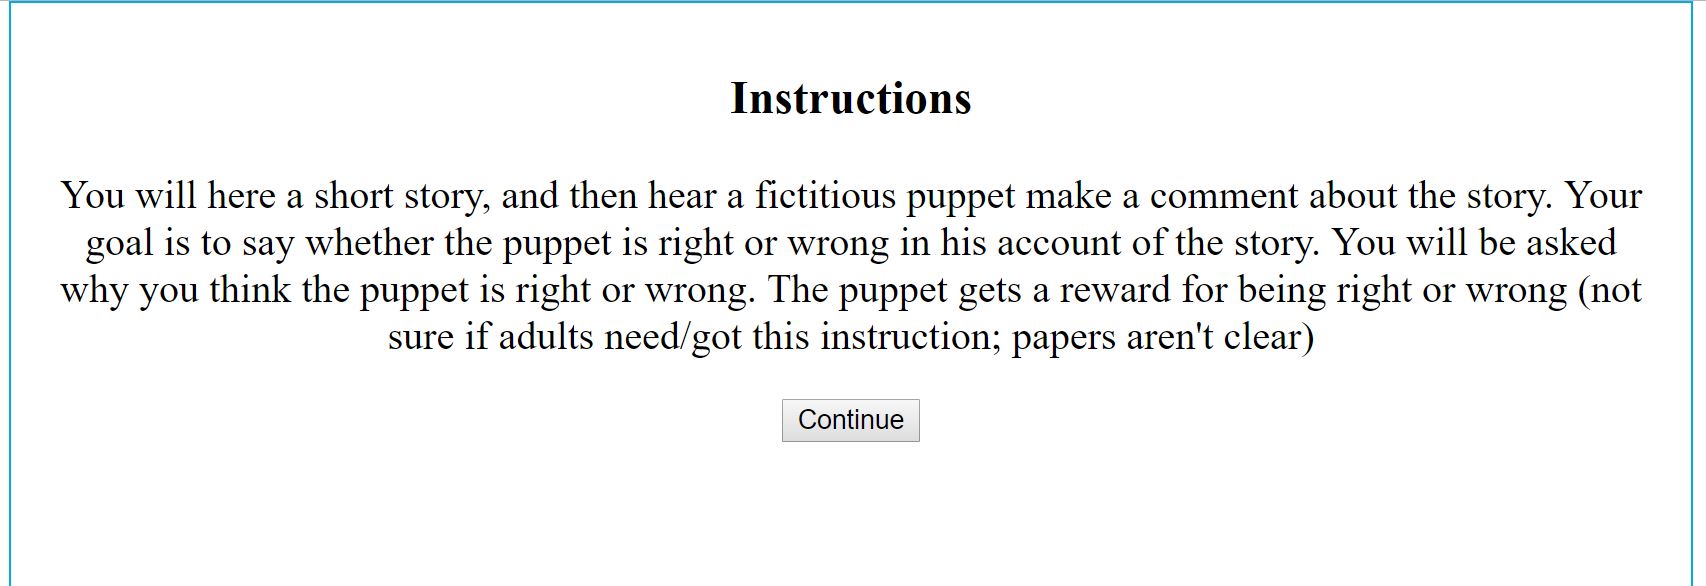 Instructions
You will here a short story, and then hear a fictitious puppet make a comment about the story. Your
goal is to say whether the puppet is right or wrong in his account of the story. You will be asked
why you think the puppet is right or wrong. The puppet gets a reward for being right or wrong (not
sure if adults need/got this instruction; papers aren't clear)
Continue